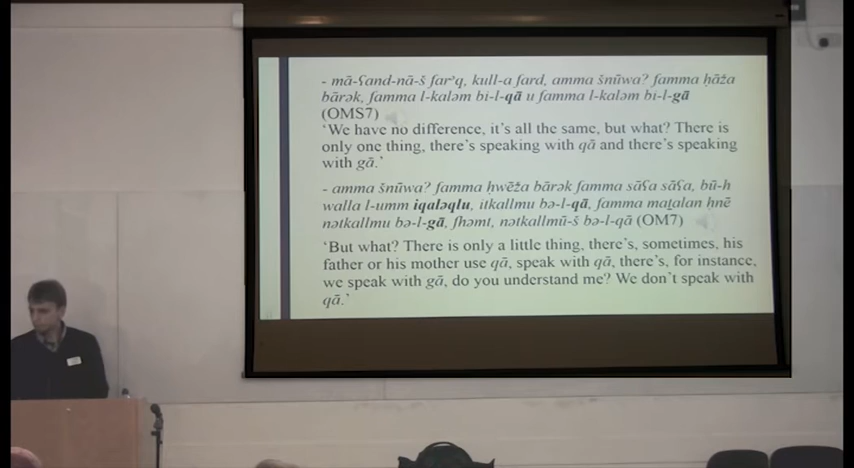 - mā-ʕand-nā-š farᵊq, kull-a fard, amma šnūwa? famma ḥāža
bārək, famma l-kaləm bi-l-qā u famma l-kaləm bı-l-gā
(OMS7)
‘We have no difference, it’s all the same, but what? There is
only one thing, there’s speaking with qā and there’s speaking
with gā.’
- amma šnūwa? famma ḥwēža bārək famma sāʕa sāʕa, bū-h
walla l-umm iqaləqlu, itkallmu bə-l-qā, famma maṯalan ḥnē
nətkallmu bə-l-gā, fhəmt, nətkallmū-š bə-l-qā (OM7)
‘But what? There is only a little thing, there’s, sometimes, his
father or his mother use qā, speak with qā, there’s, for instance,
we speak with gā, do you understand me? We don’t speak with
qā.’